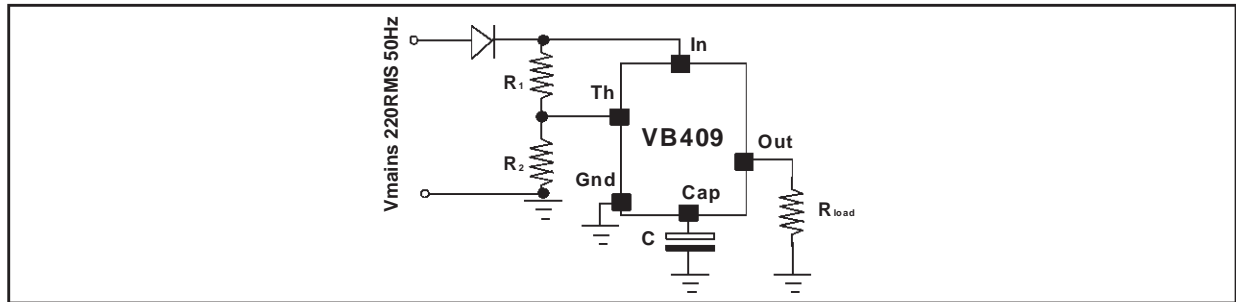 Vmains 220RMS 50Hz
In
R1
Th
VB409
Out
R2
Gnd
Cap
Rload
C